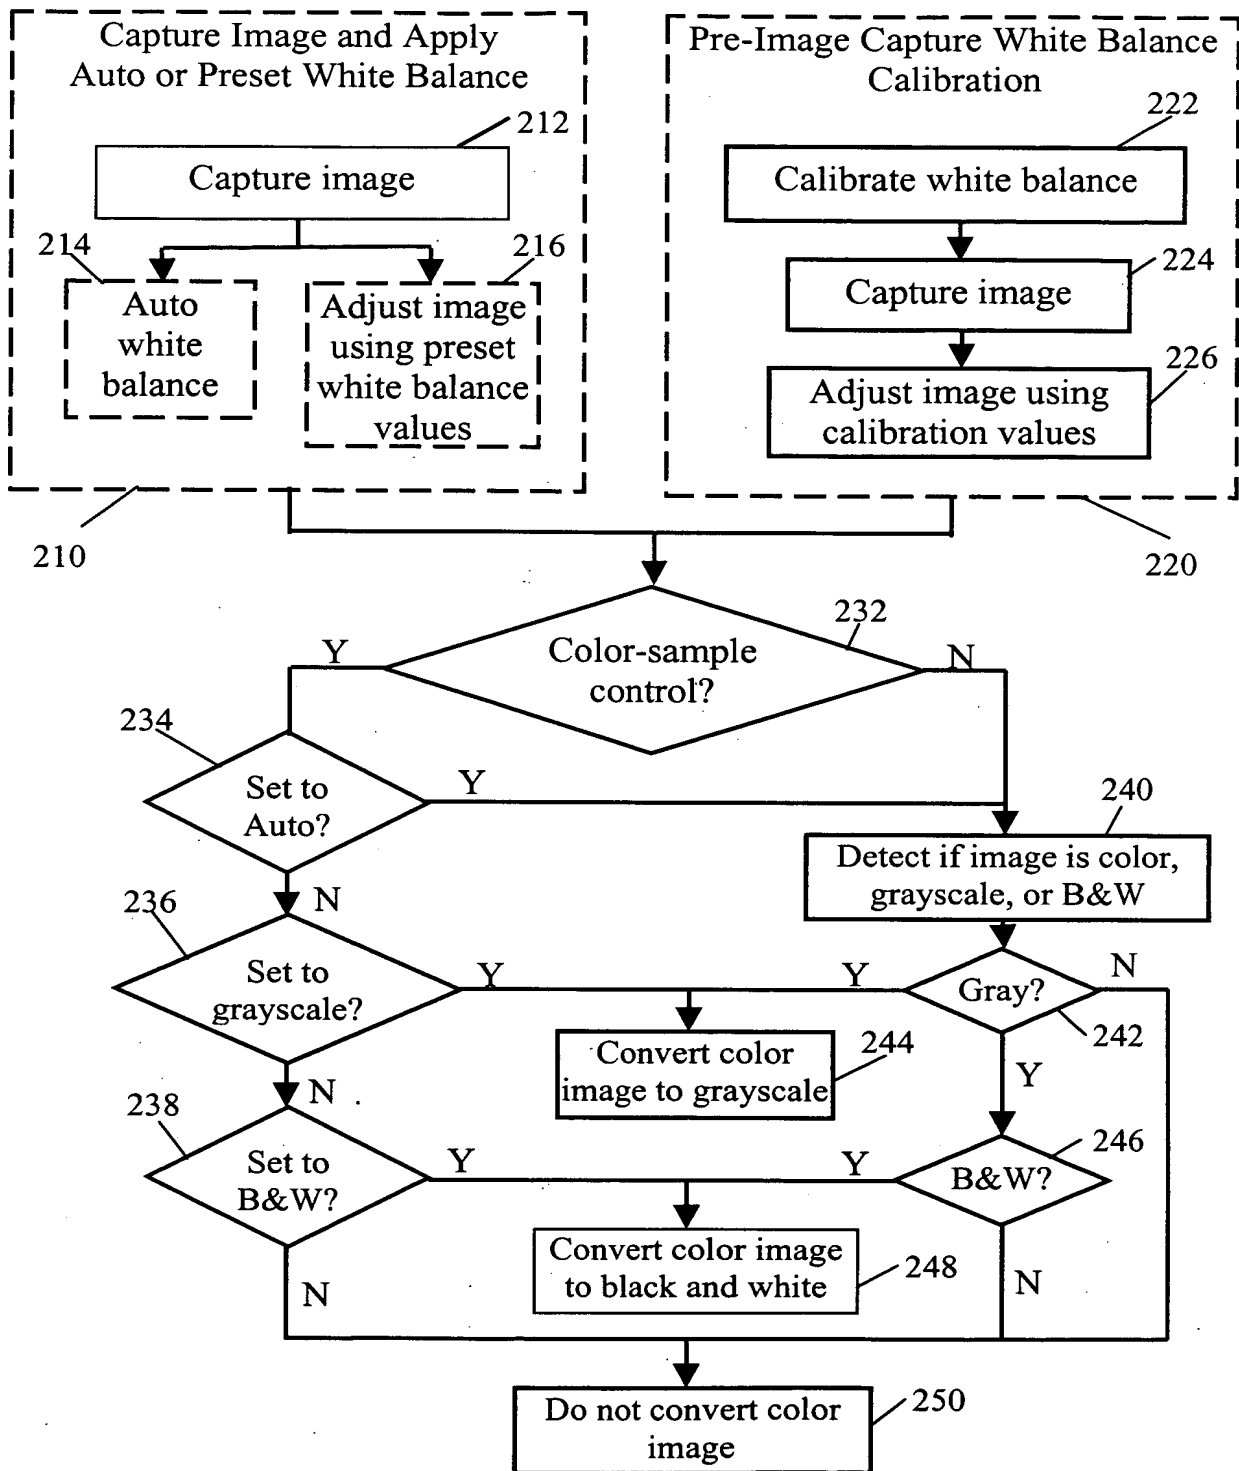 Capture Image and Apply
Auto or Preset White Balance
212
Capture image
214
216
Auto
white
balance
Adjust image
using preset
white balance
values
210
Pre-Image Capture White Balance
Calibration
222
Calibrate white balance
224
Capture image
226
Adjust image using
calibration values
220
232
Y
Color-sample
control?
N
234
Set to
Auto?
Y
240
Detect if image is color,
grayscale, or B&W
N
236
Set to
grayscale?
Y
Y
Gray?
N
242
Convert color
image to grayscale
244
Y
N
238
Set to
B&W?
Y
Y
B&W?
246
Convert color image
to black and white
248
N
N
Do not convert color
image
250